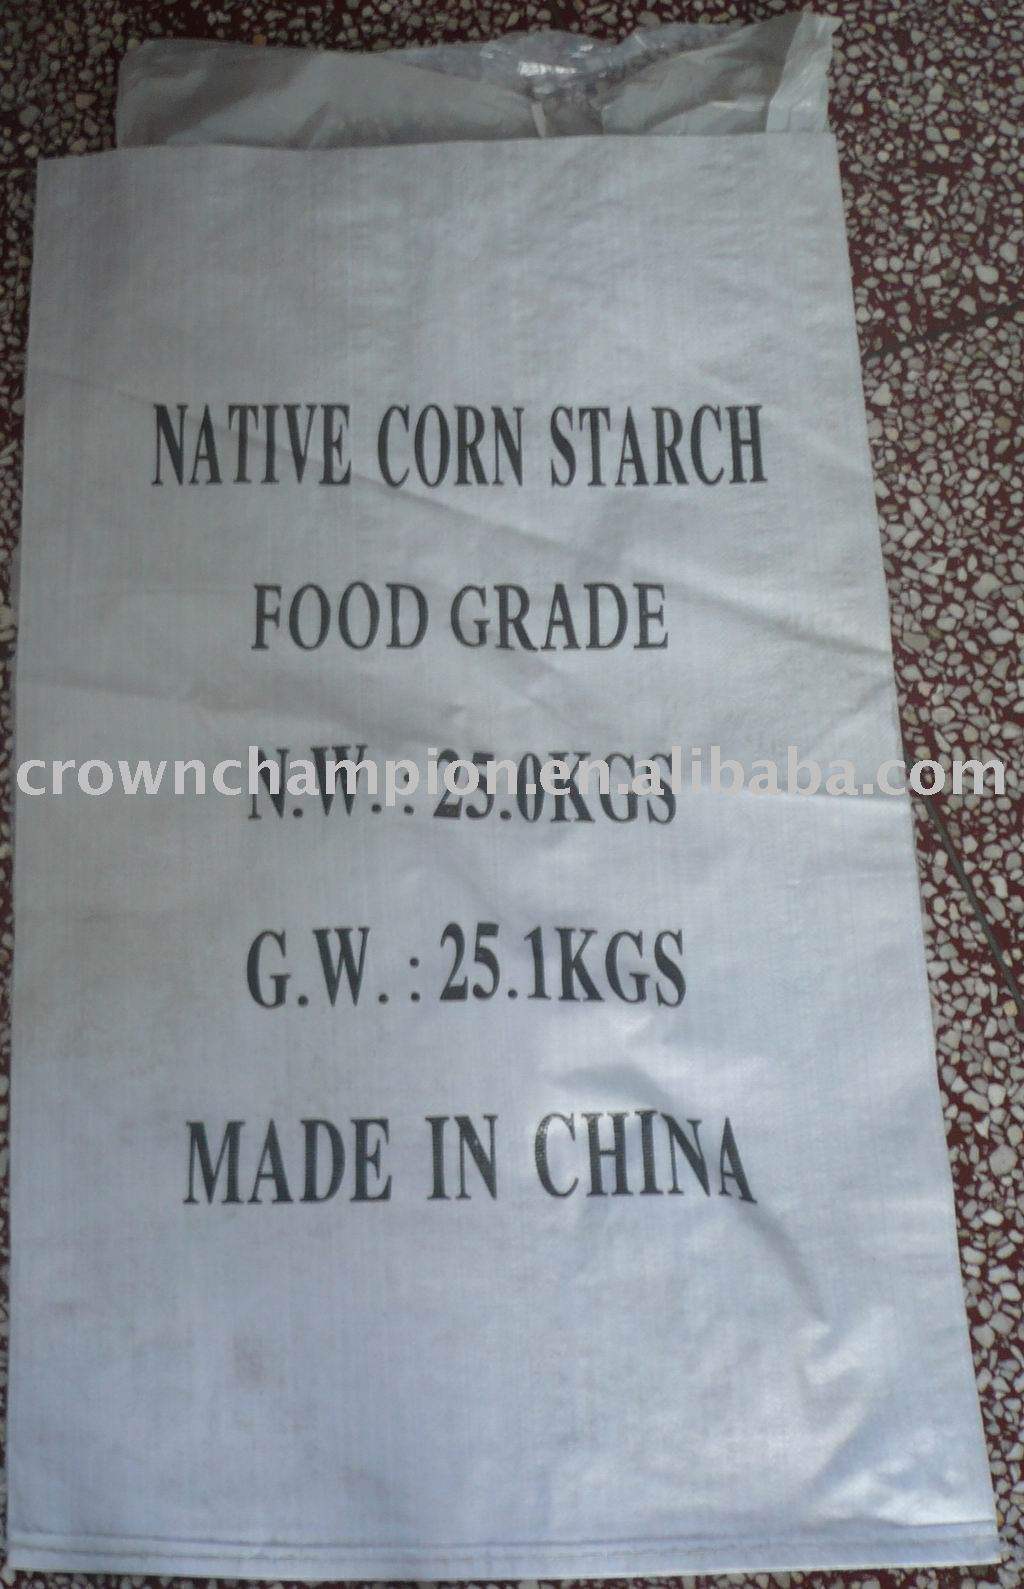 NATIVE CORN STARCH
FOOD GRADE
N.W.: 25.0KGS
crownchampion.en.alibaba.com
G.W.: 25.1KGS
MADE IN CHINA